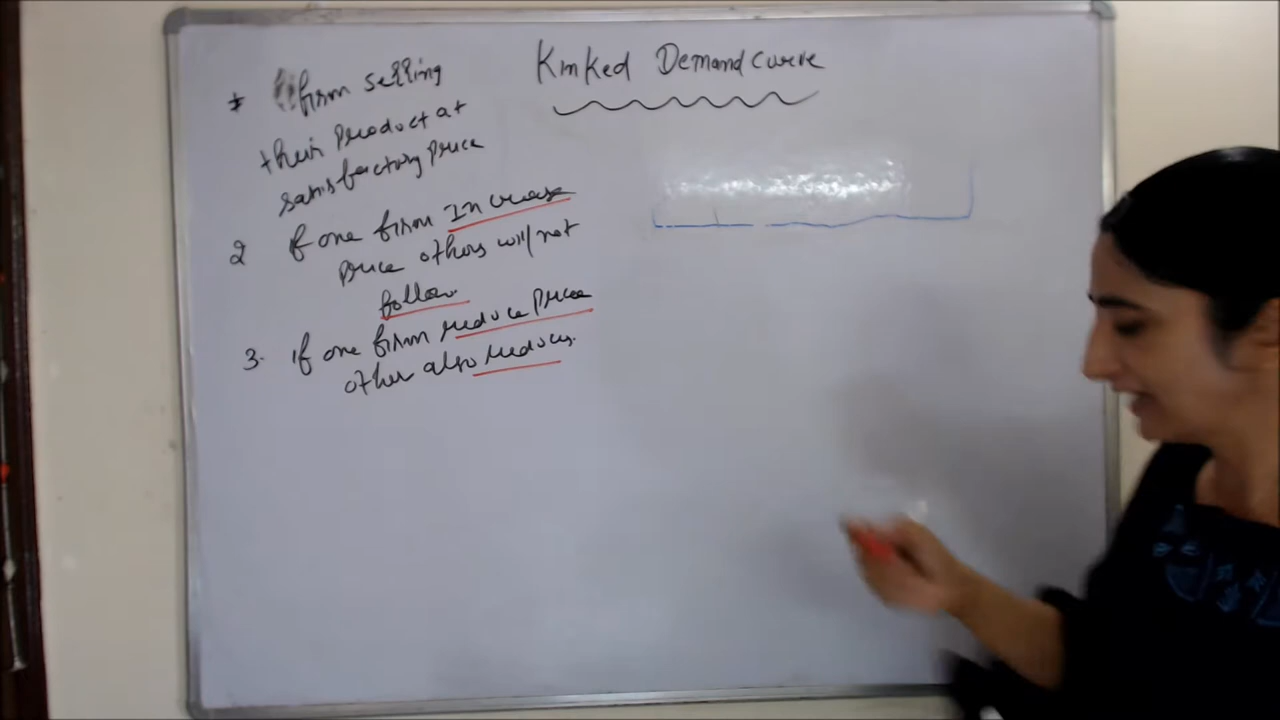 Kinked Demand curve
* firm selling
their Product at
satisfactory price
2 If one firm Increase
price others will not
follow.
3. If one firm reduce price
other also reduces.